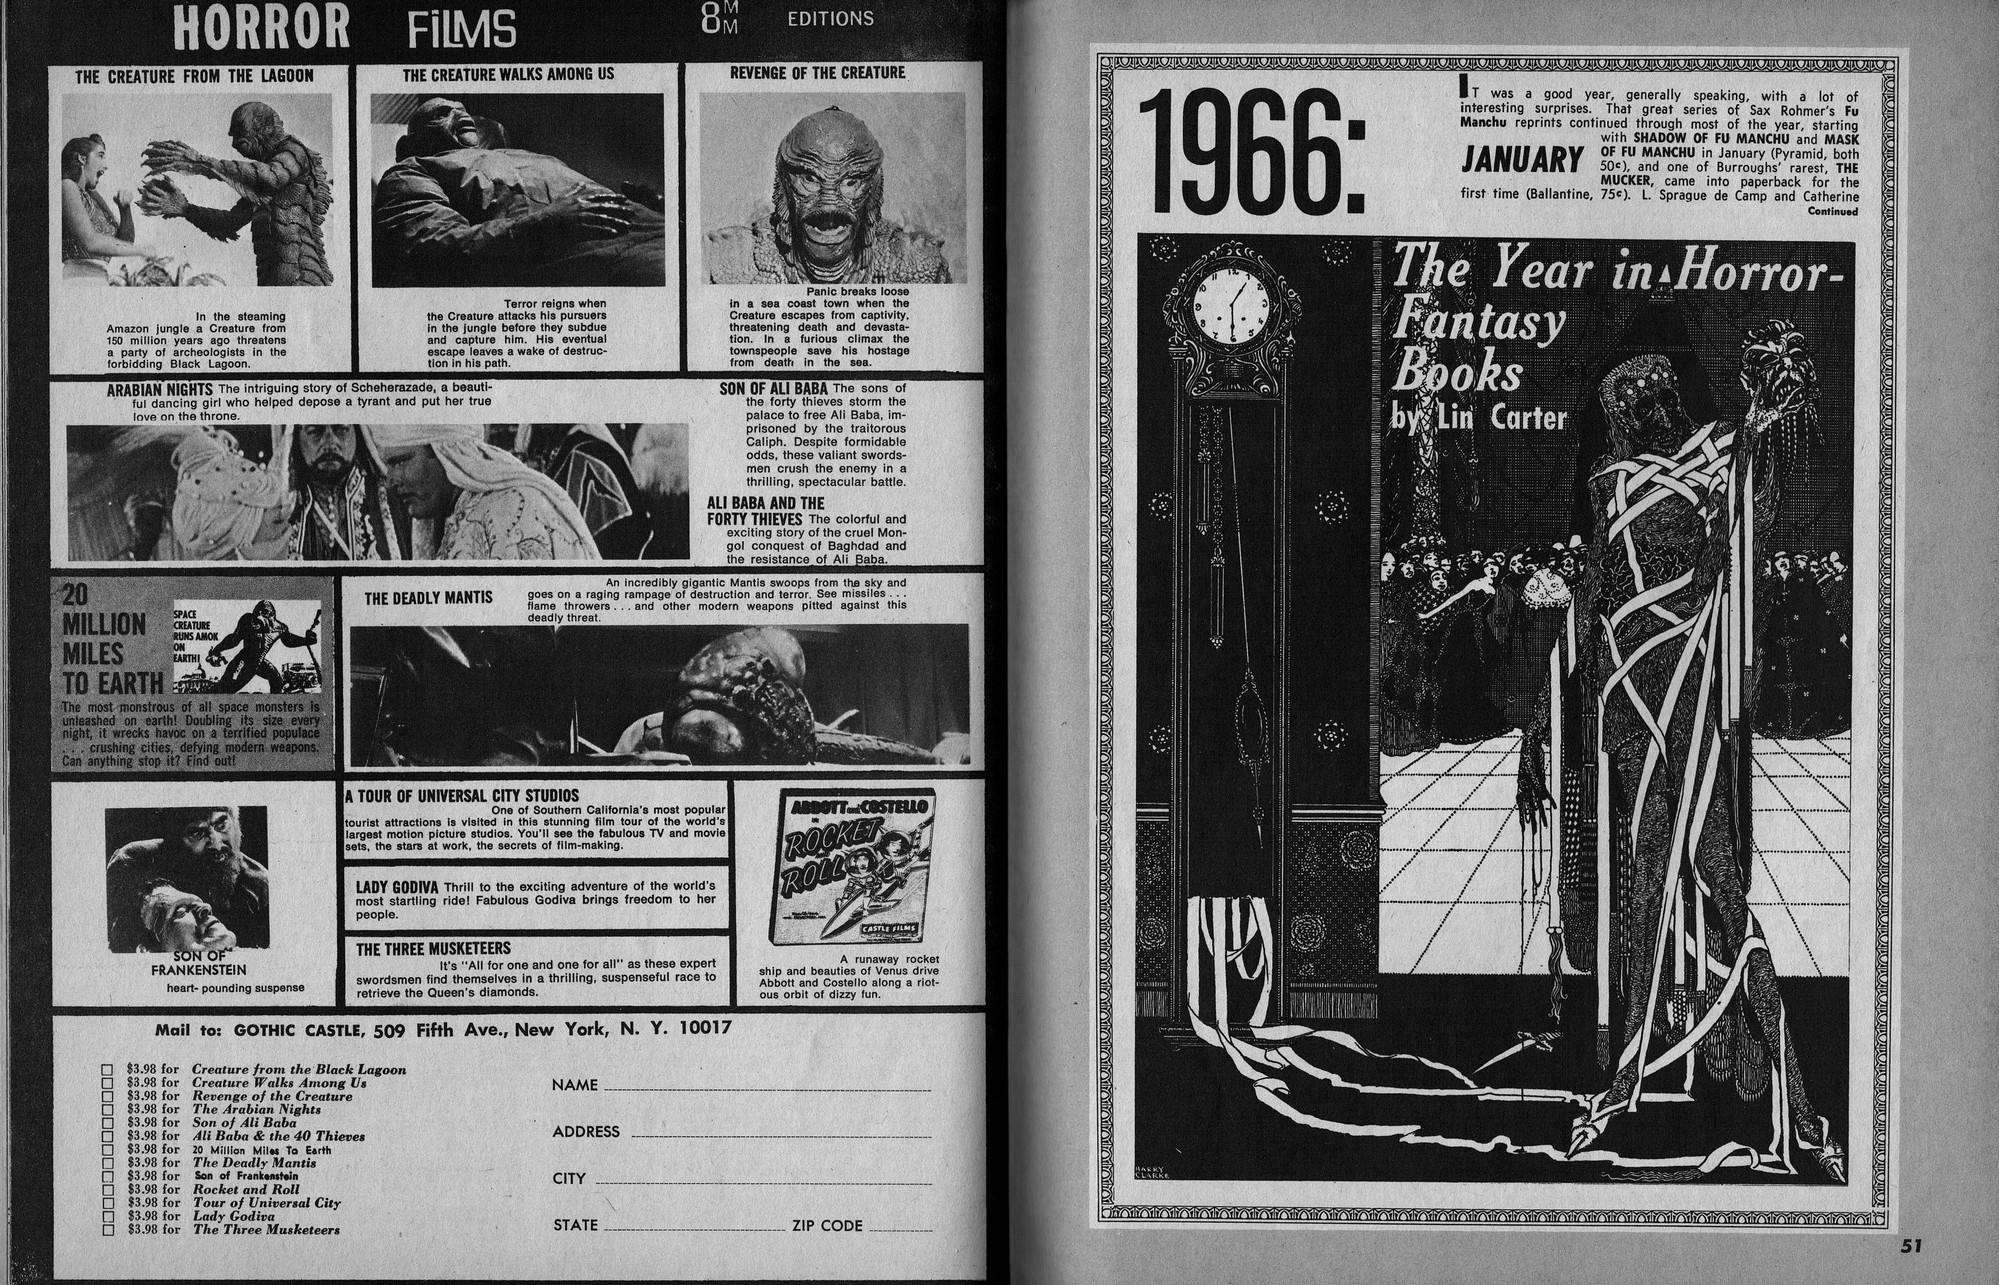 HORROR FiLMS 8MM EDITIONS
THE CREATURE FROM THE LAGOON
In the steaming
Amazon jungle a Creature from
150 million years ago threatens
a party of archeologists in the
forbidding Black Lagoon.
THE CREATURE WALKS AMONG US
Terror reigns when
the Creature attacks his pursuers
in the jungle before they subdue
and capture him. His eventual
escape leaves a wake of destruc-
tion in his path.
REVENGE OF THE CREATURE
Panic breaks loose
in a sea coast town when the
Creature escapes from captivity,
threatening death and devasta-
tion. In a furious climax the
townspeople save his hostage
from death in the sea.
ARABIAN NIGHTS The intriguing story of Scheherazade, a beauti-
ful dancing girl who helped depose a tyrant and put her true
love on the throne.
SON OF ALI BABA The sons of
the forty thieves storm the
palace to free Ali Baba, im-
prisoned by the traitorous
Caliph. Despite formidable
odds, these valiant swords-
men crush the enemy in a
thrilling, spectacular battle.
ALI BABA AND THE
FORTY THIEVES The colorful and
exciting story of the cruel Mon-
gol conquest of Baghdad and
the resistance of Ali Baba.
20
MILLION
MILES
TO EARTH
SPACE
CREATURE
RUNS AMOK
ON
EARTH!
The most monstrous of all space monsters is
unleashed on earth! Doubling its size every
night, it wrecks havoc on a terrified populace
. . . crushing cities, defying modern weapons.
Can anything stop it? Find out!
THE DEADLY MANTIS
An incredibly gigantic Mantis swoops from the sky and
goes on a raging rampage of destruction and terror. See missiles . . .
flame throwers . . . and other modern weapons pitted against this
deadly threat.
SON OF
FRANKENSTEIN
heart- pounding suspense
A TOUR OF UNIVERSAL CITY STUDIOS
One of Southern California's most popular
tourist attractions is visited in this stunning film tour of the world's
largest motion picture studios. You'll see the fabulous TV and movie
sets, the stars at work, the secrets of film-making.
LADY GODIVA Thrill to the exciting adventure of the world's
most startling ride! Fabulous Godiva brings freedom to her
people.
THE THREE MUSKETEERS
It's "All for one and one for all" as these expert
swordsmen find themselves in a thrilling, suspenseful race to
retrieve the Queen's diamonds.
ABBOTT and COSTELLO
IN
ROCKET
ROLL
CASTLE FILMS
A runaway rocket
ship and beauties of Venus drive
Abbott and Costello along a riot-
ous orbit of dizzy fun.
Mail to: GOTHIC CASTLE, 509 Fifth Ave., New York, N. Y. 10017
$3.98 for Creature from the Black Lagoon
$3.98 for Creature Walks Among Us
$3.98 for Revenge of the Creature
$3.98 for The Arabian Nights
$3.98 for Son of Ali Baba
$3.98 for Ali Baba & the 40 Thieves
$3.98 for 20 Million Miles To Earth
$3.98 for The Deadly Mantis
$3.98 for Son of Frankenstein
$3.98 for Rocket and Roll
$3.98 for Tour of Universal City
$3.98 for Lady Godiva
$3.98 for The Three Musketeers
NAME
ADDRESS
CITY
STATE ZIP CODE
1966:
IT was a good year, generally speaking, with a lot of
interesting surprises. That great series of Sax Rohmer's Fu
Manchu reprints continued through most of the year, starting
with SHADOW OF FU MANCHU and MASK
JANUARY OF FU MANCHU in January (Pyramid, both
50¢), and one of Burroughs' rarest, THE
MUCKER, came into paperback for the
first time (Ballantine, 75¢). L. Sprague de Camp and Catherine
Continued
The Year in Horror-
Fantasy
Books
by Lin Carter
HARRY
CLARKE
51